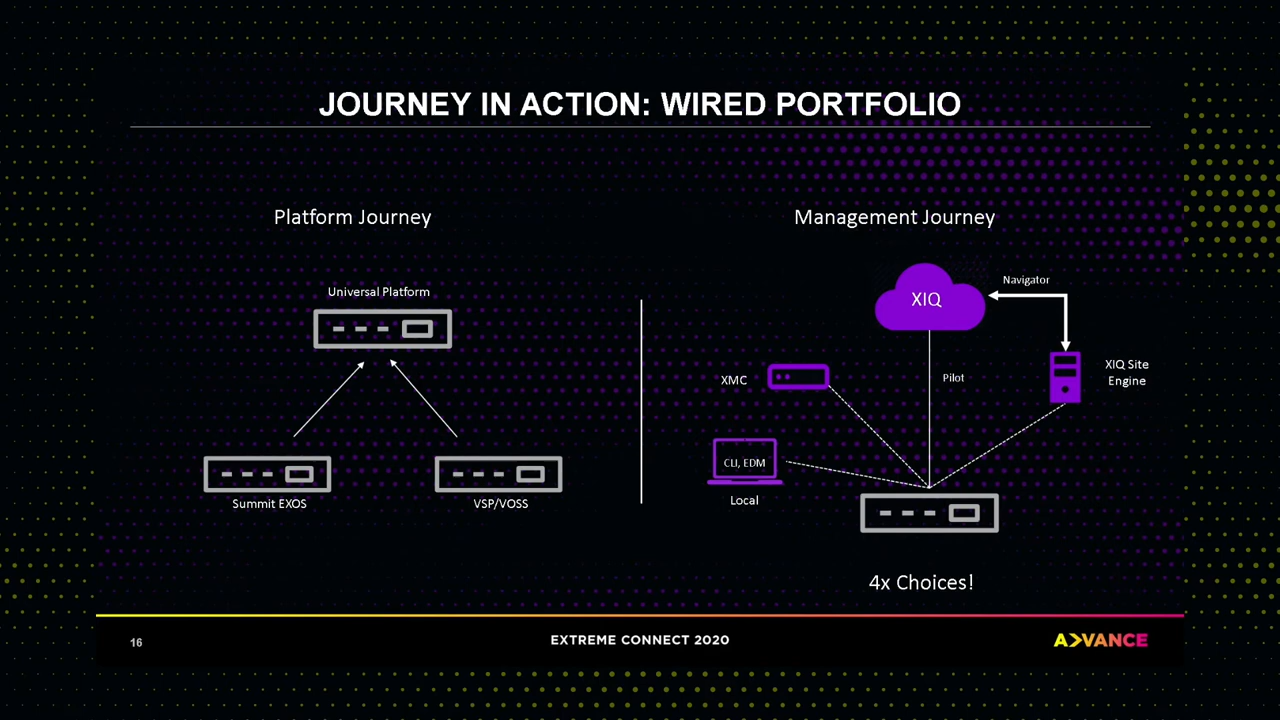 JOURNEY IN ACTION: WIRED PORTFOLIO
Platform Journey
Universal Platform
Summit EXOS
VSP/VOSS
Management Journey
XIQ
Navigator
XMC
Pilot
XIQ Site
Engine
CLI, EDM
Local
4x Choices!
16
EXTREME CONNECT 2020
ADVANCE